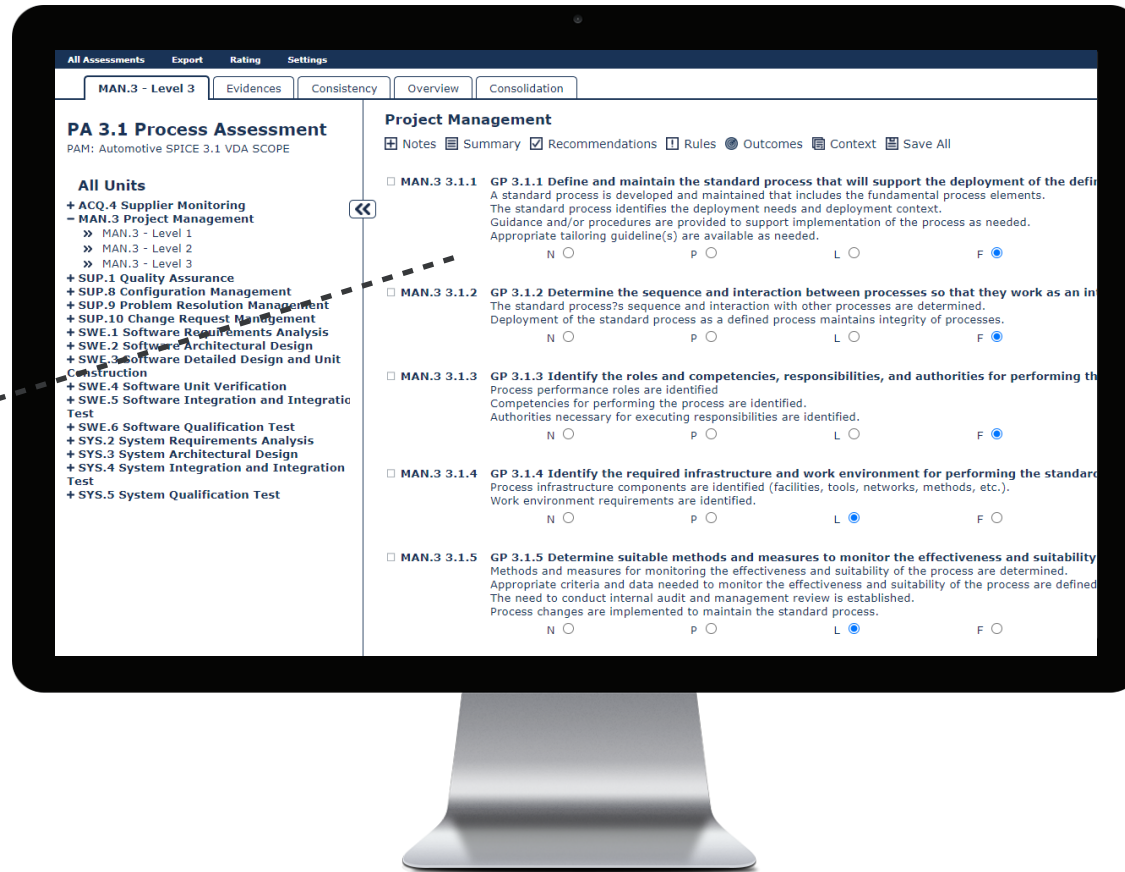 All Assessments Export Rating Settings
MAN.3 - Level 3 Evidences Consistency Overview Consolidation
PA 3.1 Process Assessment
PAM: Automotive SPICE 3.1 VDA SCOPE
All Units
+ ACQ.4 Supplier Monitoring
− MAN.3 Project Management
» MAN.3 - Level 1
» MAN.3 - Level 2
» MAN.3 - Level 3
+ SUP.1 Quality Assurance
+ SUP.8 Configuration Management
+ SUP.9 Problem Resolution Management
+ SUP.10 Change Request Management
+ SWE.1 Software Requirements Analysis
+ SWE.2 Software Architectural Design
+ SWE.3 Software Detailed Design and Unit
Construction
+ SWE.4 Software Unit Verification
+ SWE.5 Software Integration and Integratio
Test
+ SWE.6 Software Qualification Test
+ SYS.2 System Requirements Analysis
+ SYS.3 System Architectural Design
+ SYS.4 System Integration and Integration
Test
+ SYS.5 System Qualification Test
Project Management
Notes Summary Recommendations Rules Outcomes Context Save All
MAN.3 3.1.1 GP 3.1.1 Define and maintain the standard process that will support the deployment of the defin
A standard process is developed and maintained that includes the fundamental process elements.
The standard process identifies the deployment needs and deployment context.
Guidance and/or procedures are provided to support implementation of the process as needed.
Appropriate tailoring guideline(s) are available as needed.
N P L F
MAN.3 3.1.2 GP 3.1.2 Determine the sequence and interaction between processes so that they work as an in
The standard process?s sequence and interaction with other processes are determined.
Deployment of the standard process as a defined process maintains integrity of processes.
N P L F
MAN.3 3.1.3 GP 3.1.3 Identify the roles and competencies, responsibilities, and authorities for performing th
Process performance roles are identified
Competencies for performing the process are identified.
Authorities necessary for executing responsibilities are identified.
N P L F
MAN.3 3.1.4 GP 3.1.4 Identify the required infrastructure and work environment for performing the standard
Process infrastructure components are identified (facilities, tools, networks, methods, etc.).
Work environment requirements are identified.
N P L F
MAN.3 3.1.5 GP 3.1.5 Determine suitable methods and measures to monitor the effectiveness and suitability
Methods and measures for monitoring the effectiveness and suitability of the process are determined.
Appropriate criteria and data needed to monitor the effectiveness and suitability of the process are defined
The need to conduct internal audit and management review is established.
Process changes are implemented to maintain the standard process.
N P L F